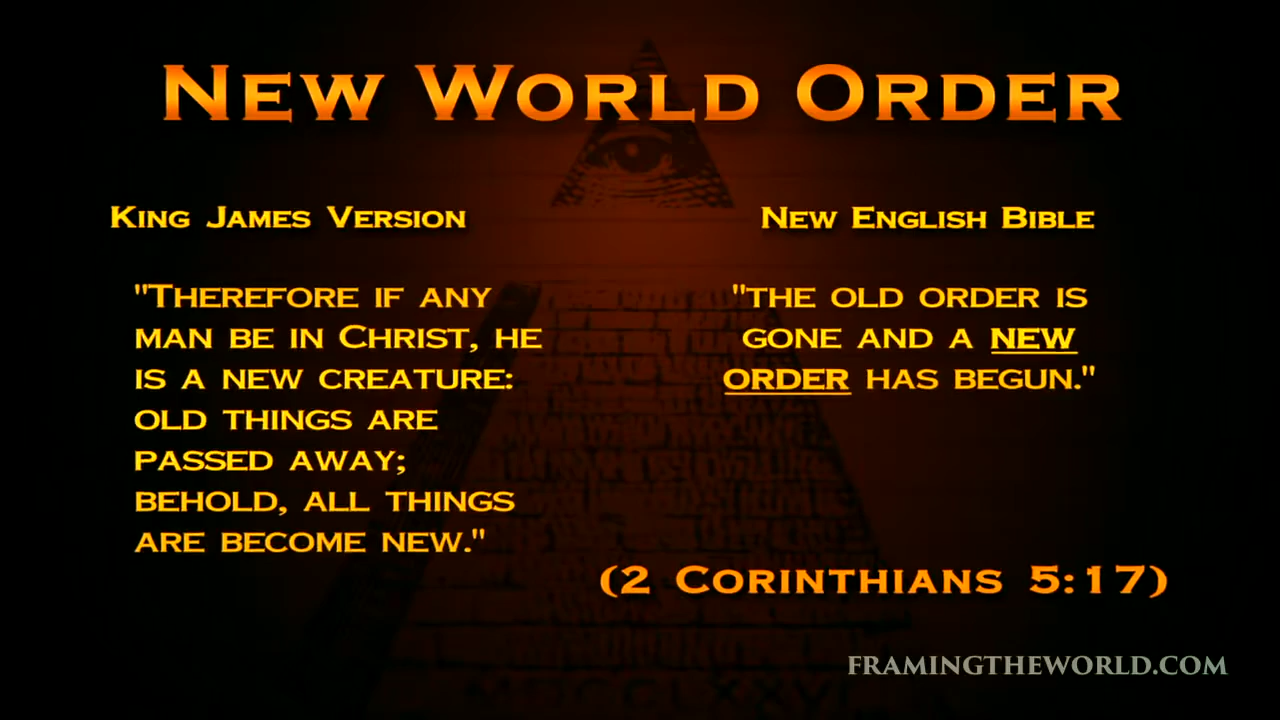 New World Order
King James Version
"Therefore if any
man be in Christ, he
is a new creature:
old things are
passed away;
behold, all things
are become new."
New English Bible
"the old order is
gone and a new
order has begun."
(2 Corinthians 5:17)
FRAMINGTHEWORLD.COM
MDCCLXXVI